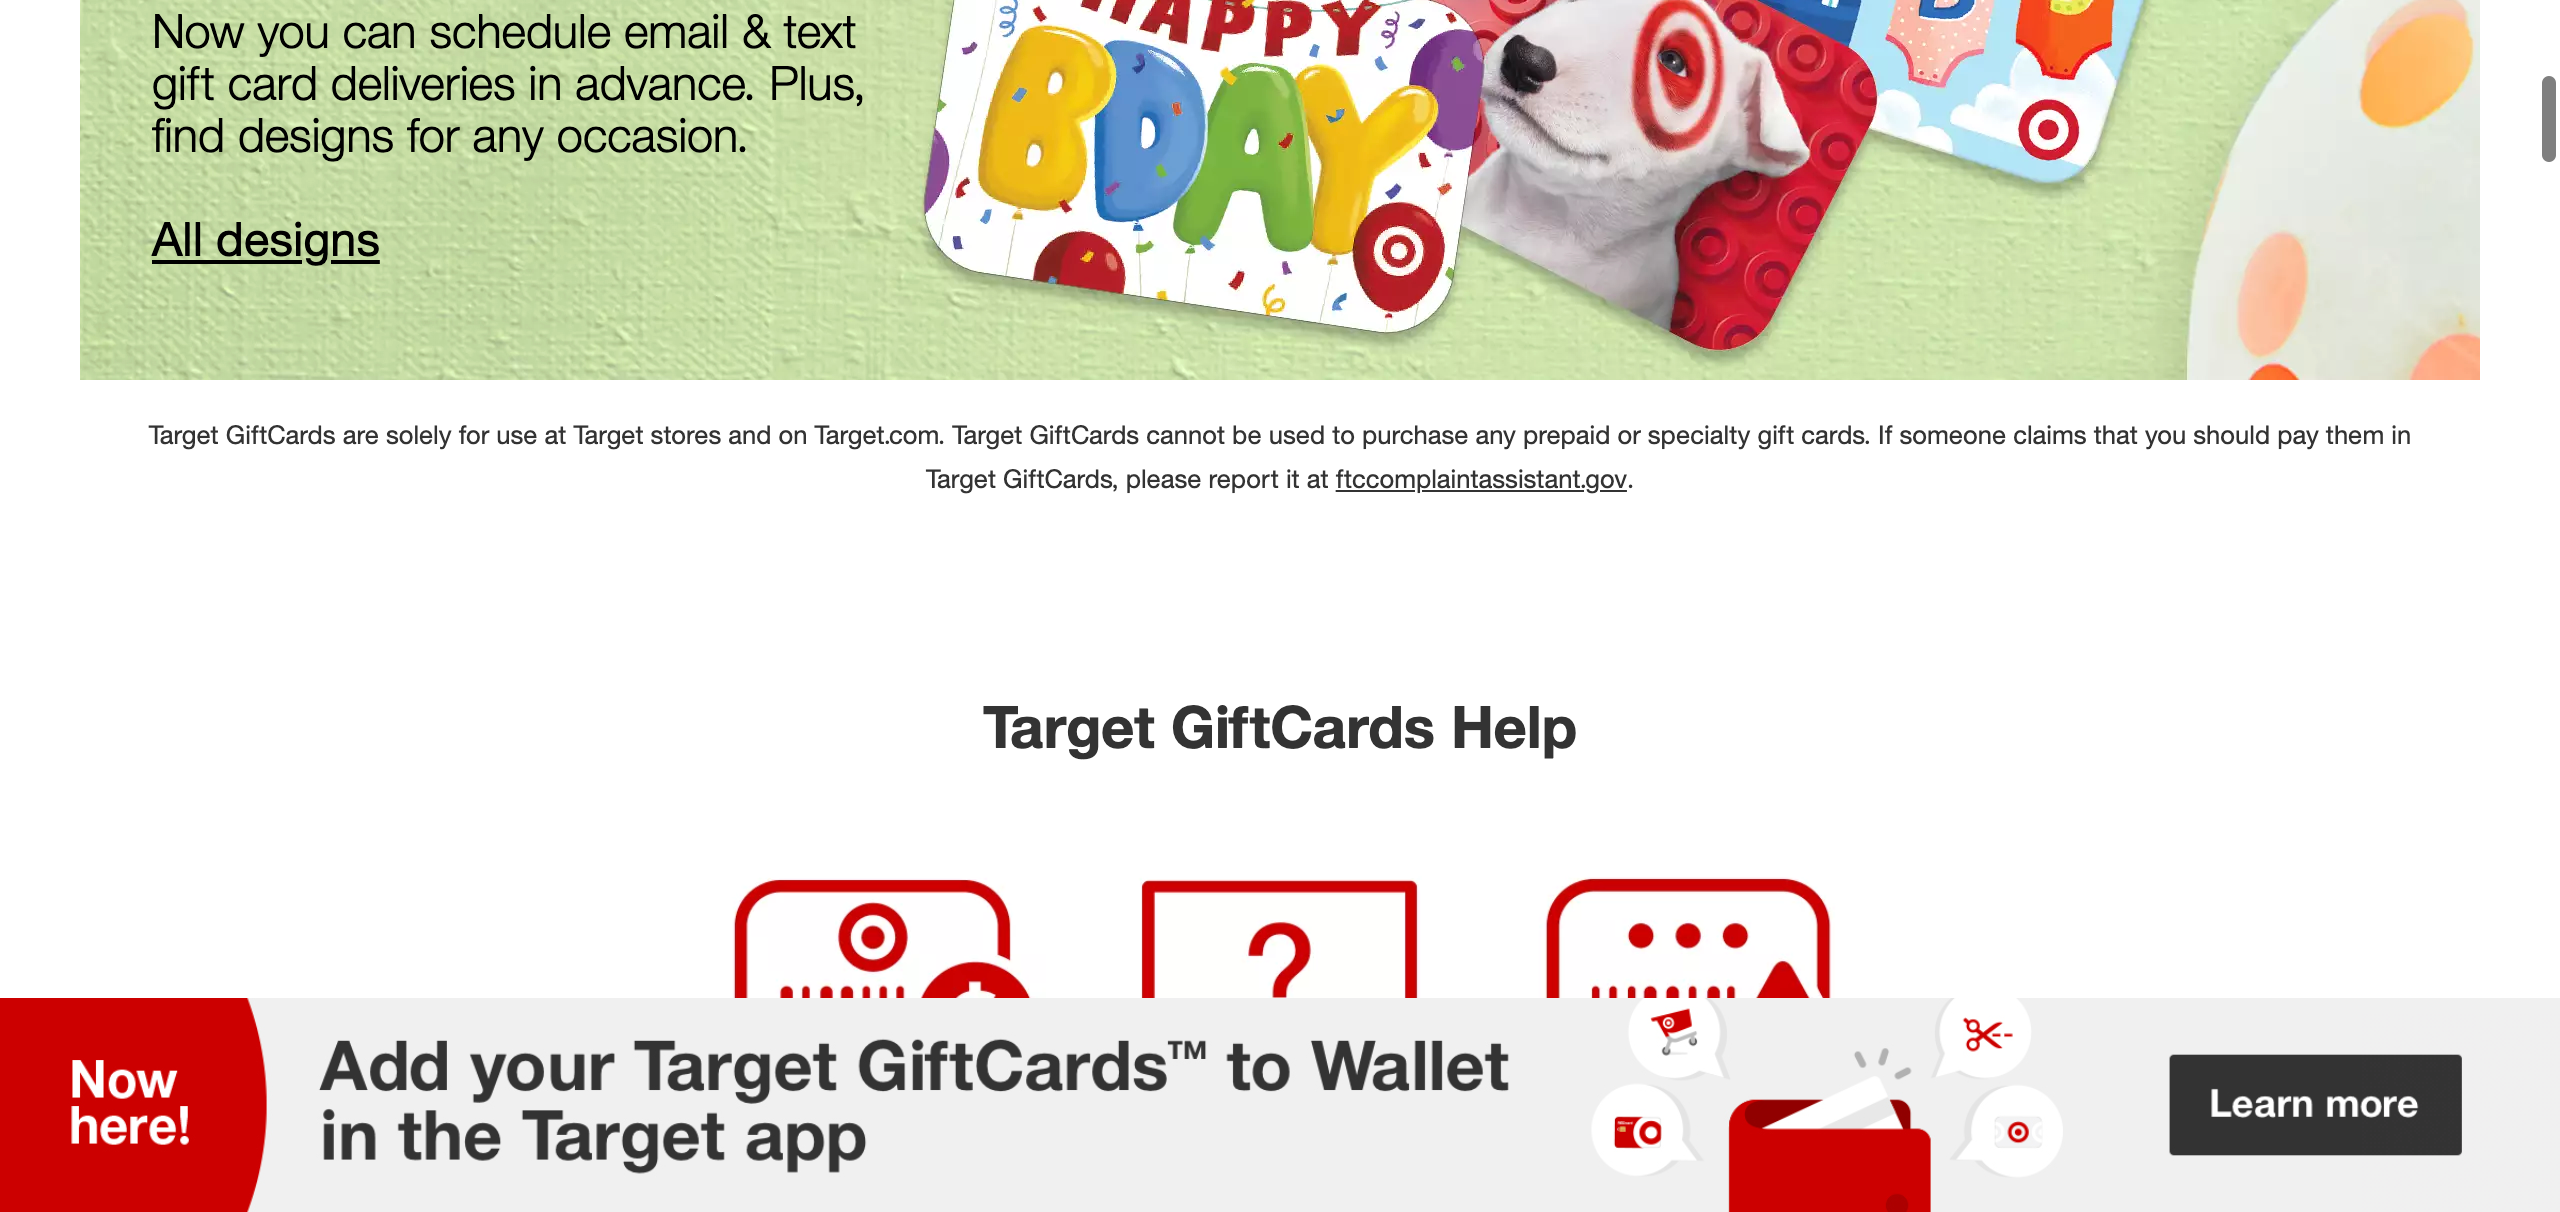 Now you can schedule email & text
gift card deliveries in advance. Plus,
find designs for any occasion.
All designs
HAPPY
BDAY
Target GiftCards are solely for use at Target stores and on Target.com. Target GiftCards cannot be used to purchase any prepaid or specialty gift cards. If someone claims that you should pay them in
Target GiftCards, please report it at ftccomplaintassistant.gov.
Target GiftCards Help
?
Now
here!
Add your Target GiftCards™ to Wallet
in the Target app
Learn more